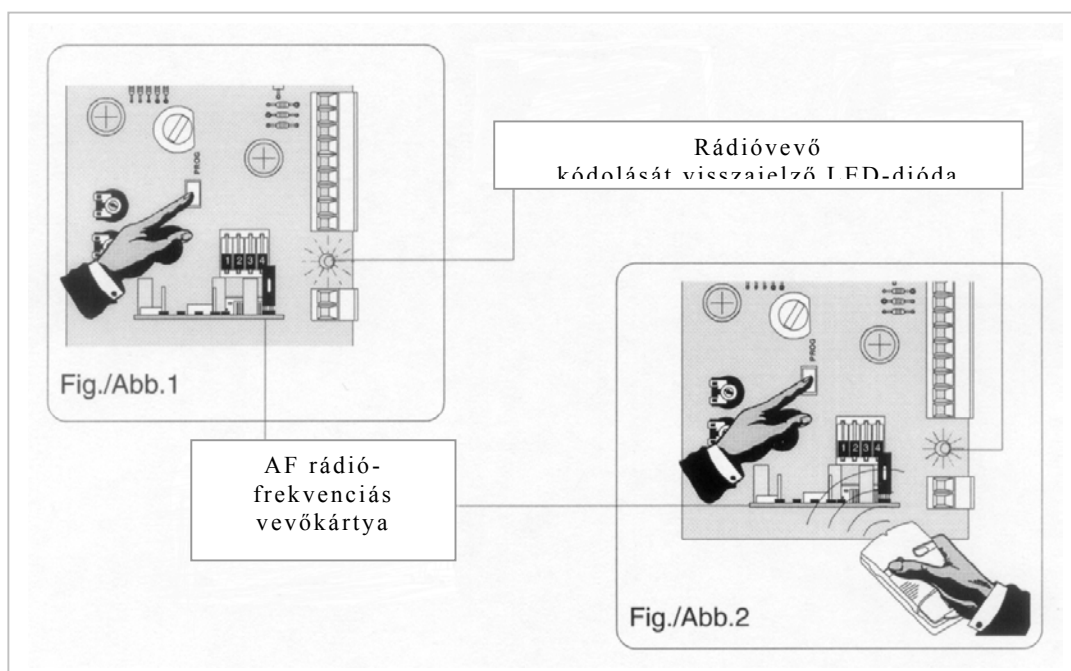 PROG
Rádióvevő
kódolását visszajelző LED-dióda
1 2 3 4
Fig./Abb.1
PROG
AF rádió-
frekvenciás
vevőkártya
1 2 3 4
Fig./Abb.2